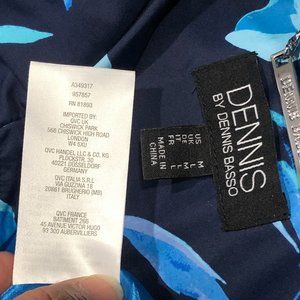 A349317
957657
RN 81893
IMPORTED BY:
QVC UK
CHISWICK PARK
566 CHISWICK HIGH ROAD
LONDON
W4 5XU
QVC HANDEL LLC & CO. KG
PLOCKSTR. 30
40221 DÜSSELDORF
GERMANY
QVC ITALIA S.R.L
VIA GUZZINA 18
20861 BRUGHERIO (MB)
ITALY
QVC FRANCE
BATIMENT 266
45 AVENUE VICTOR HUGO
93 300 AUBERVILLIERS
US M
UK L
DE M
IT L
FR L
MADE IN
CHINA
DENNIS
BY DENNIS BASSO